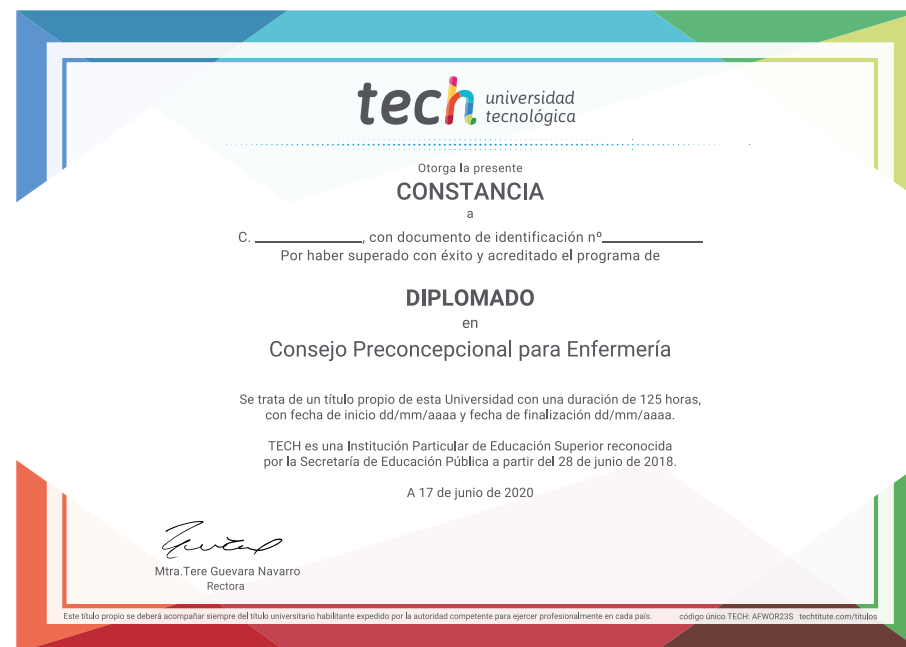 tech universidad
tecnológica
Otorga la presente
CONSTANCIA
a
C. ____________, con documento de identificación nº____________
Por haber superado con éxito y acreditado el programa de
DIPLOMADO
en
Consejo Preconcepcional para Enfermería
Se trata de un título propio de esta Universidad con una duración de 125 horas,
con fecha de inicio dd/mm/aaaa y fecha de finalización dd/mm/aaaa.
TECH es una Institución Particular de Educación Superior reconocida
por la Secretaría de Educación Pública a partir del 28 de junio de 2018.
A 17 de junio de 2020
Mtra.Tere Guevara Navarro
Rectora
Este título propio se deberá acompañar siempre del título universitario habilitante expedido por la autoridad competente para ejercer profesionalmente en cada país. código único TECH: AFWOR23S techtitute.com/titulos